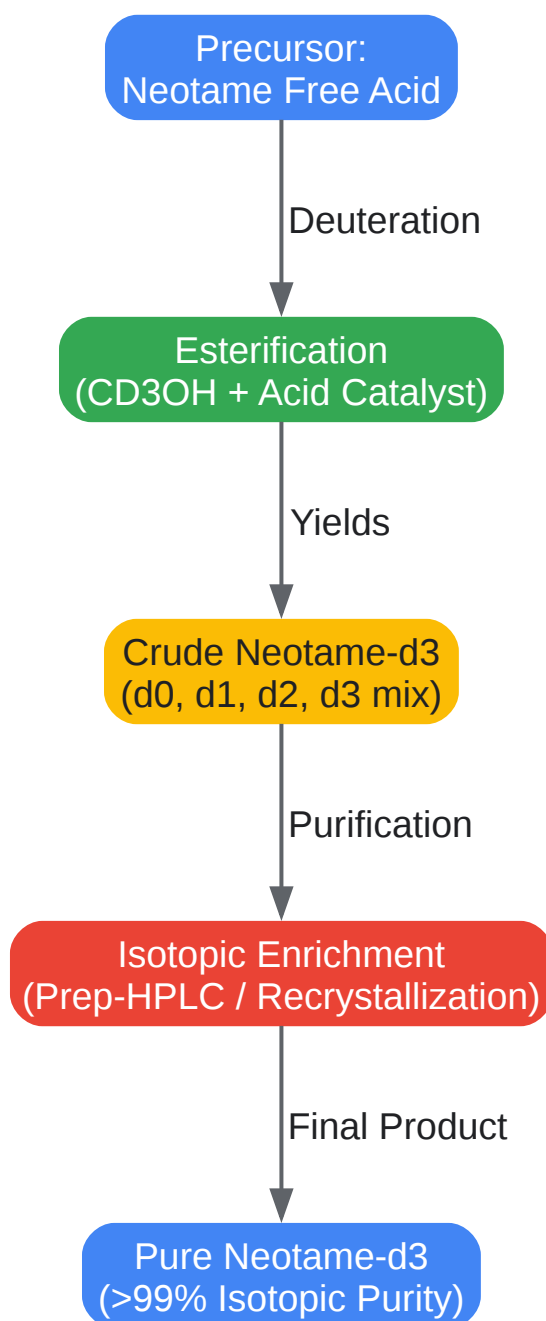 Precursor:
Neotame Free Acid
Deuteration
Esterification
(CD3OH + Acid Catalyst)
Yields
Crude Neotame-d3
(d0, d1, d2, d3 mix)
Purification
Isotopic Enrichment
(Prep-HPLC / Recrystallization)
Final Product
Pure Neotame-d3
(>99% Isotopic Purity)